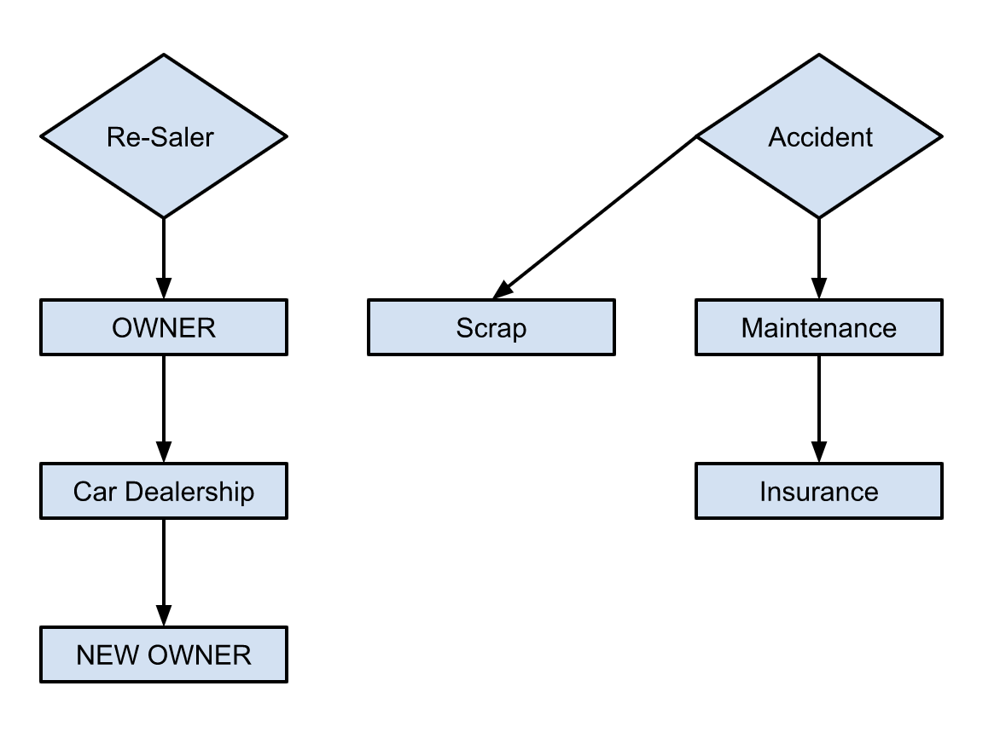 Re-Saler
Accident
OWNER
Scrap
Maintenance
Car Dealership
Insurance
NEW OWNER